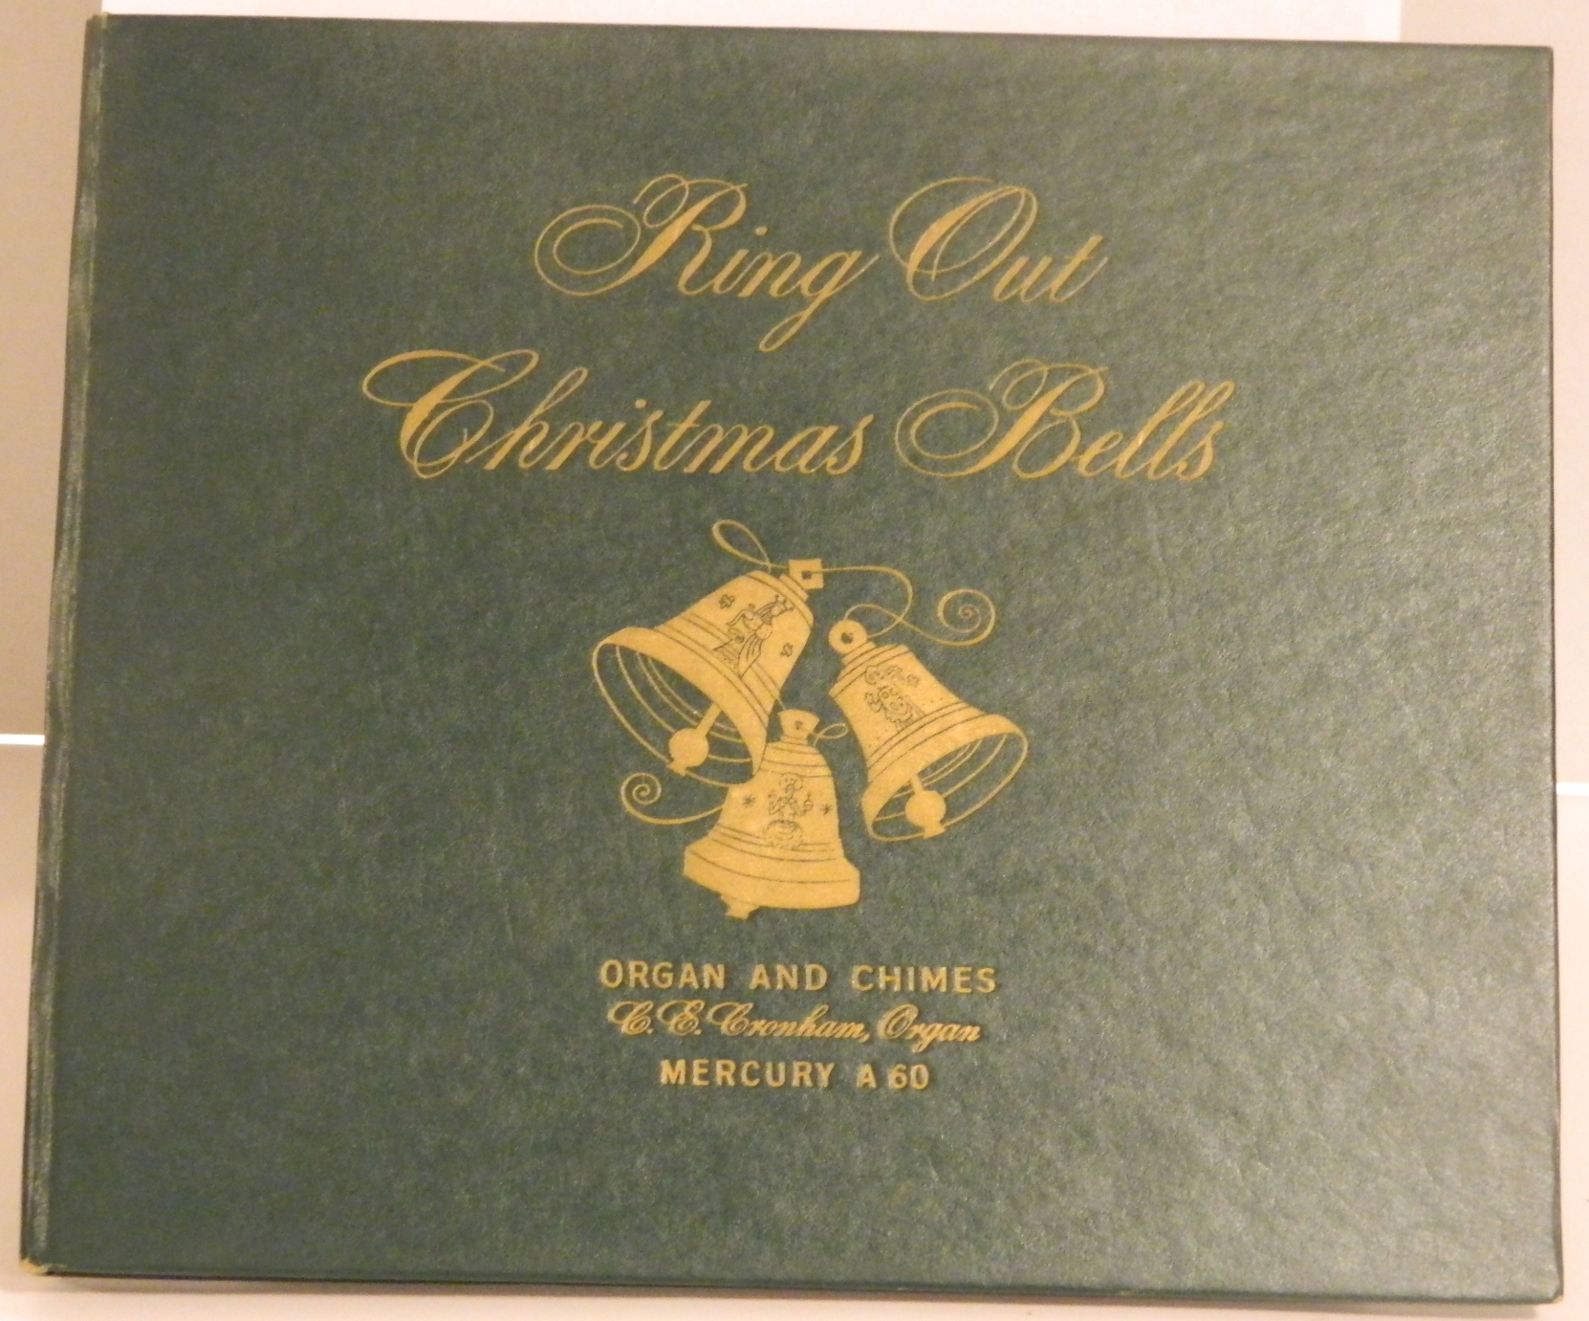 Ring Out
Christmas Bells
ORGAN AND CHIMES
C. E. Cronham, Organ
MERCURY A 60